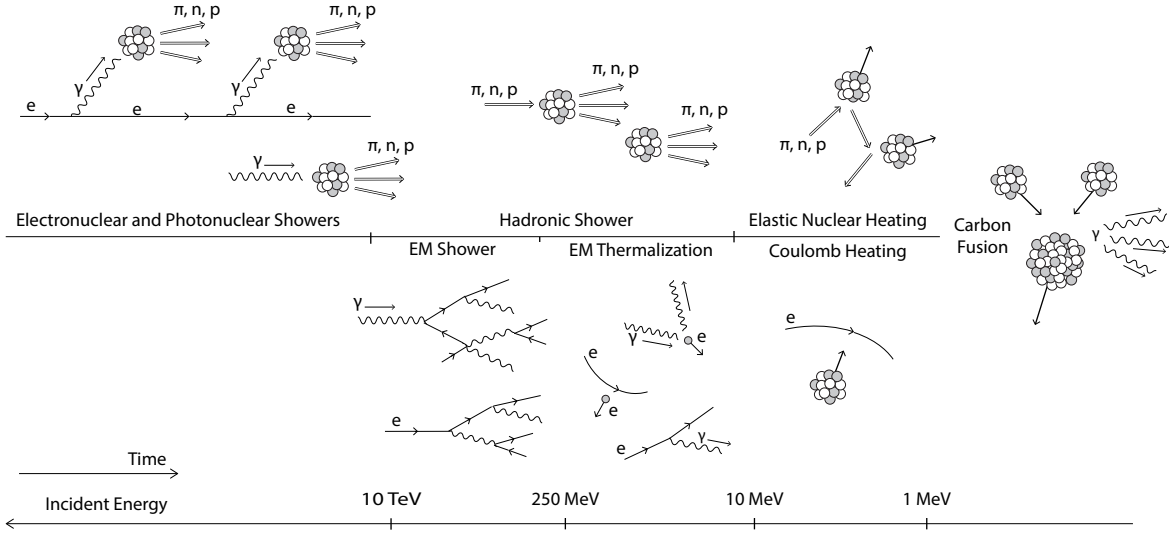 π, n, p
π, n, p
γ
γ
e
e
e
γ
π, n, p
Electronuclear and Photonuclear Showers
π, n, p
π, n, p
π, n, p
Hadronic Shower
π, n, p
Elastic Nuclear Heating
Carbon
Fusion
γ
EM Shower
EM Thermalization
Coulomb Heating
γ
e
γ
e
e
e
γ
e
e
Time
Incident Energy
10 TeV
250 MeV
10 MeV
1 MeV